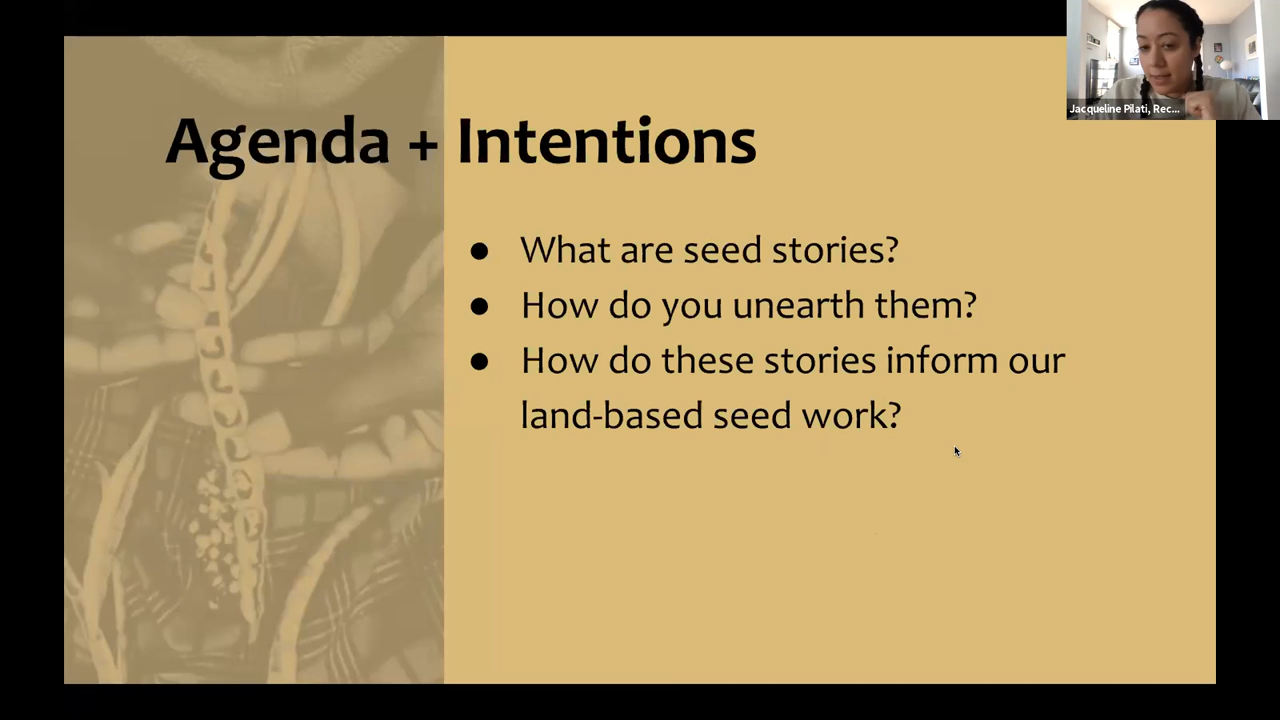 Jacqueline Pilati, Rec...
Agenda + Intentions
● What are seed stories?
● How do you unearth them?
● How do these stories inform our
land-based seed work?